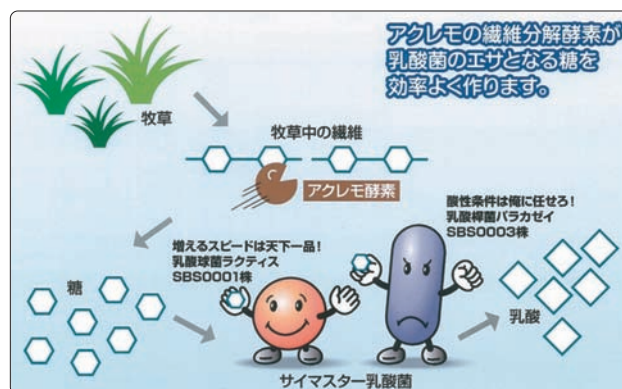 アクレモの繊維分解酵素が
乳酸菌のエサとなる糖を
効率よく作ります。
牧草
牧草中の繊維
アクレモ酵素
酸性条件は俺に任せろ！
乳酸桿菌パラカゼイ
SBS0003株
増えるスピードは天下一品！
乳酸球菌ラクティス
SBS0001株
糖
乳酸
サイマスター乳酸菌